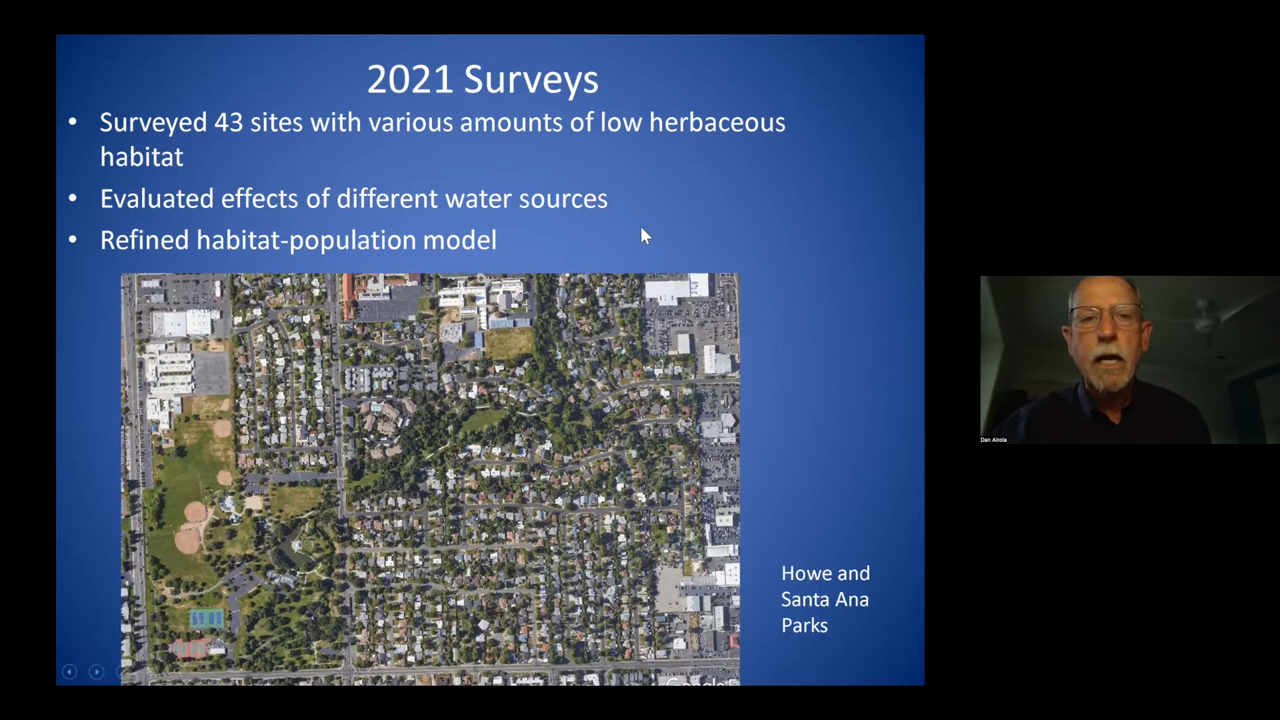 2021 Surveys
• Surveyed 43 sites with various amounts of low herbaceous
habitat
• Evaluated effects of different water sources
• Refined habitat-population model
Howe and
Santa Ana
Parks
Dan Airola